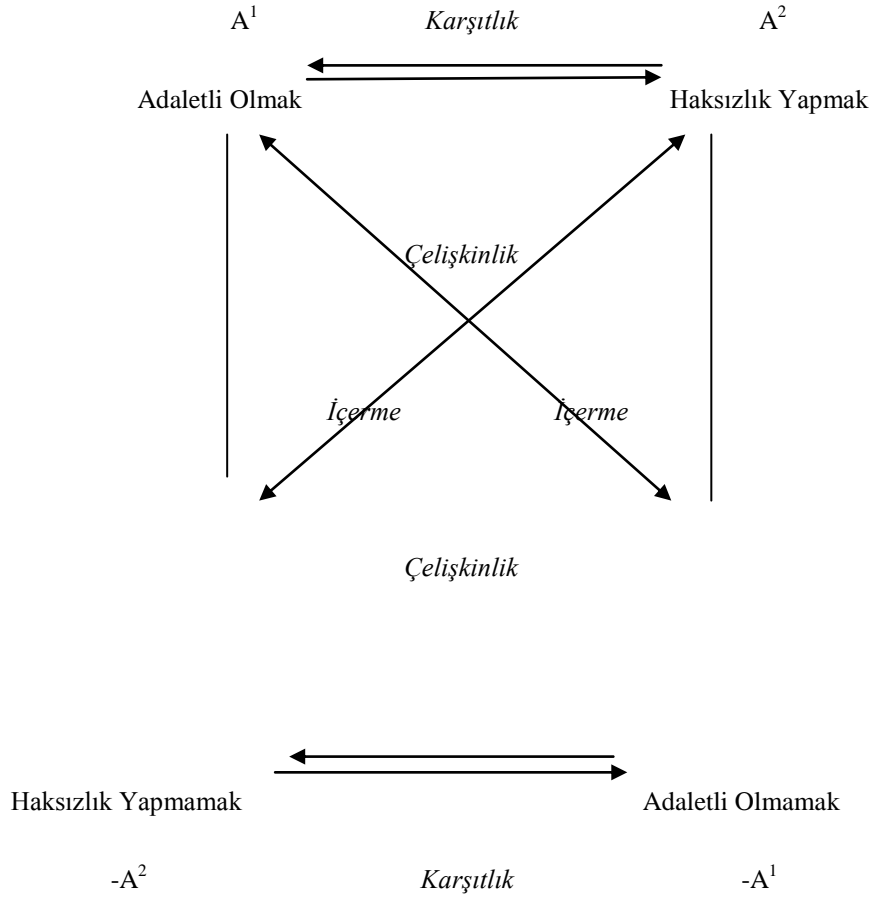 A¹ Karşıtlık A²
Adaletli Olmak Haksızlık Yapmak
Çelişkinlik
İçerme İçerme
Çelişkinlik
Haksızlık Yapmamak Adaletli Olmamak
-A² Karşıtlık -A¹